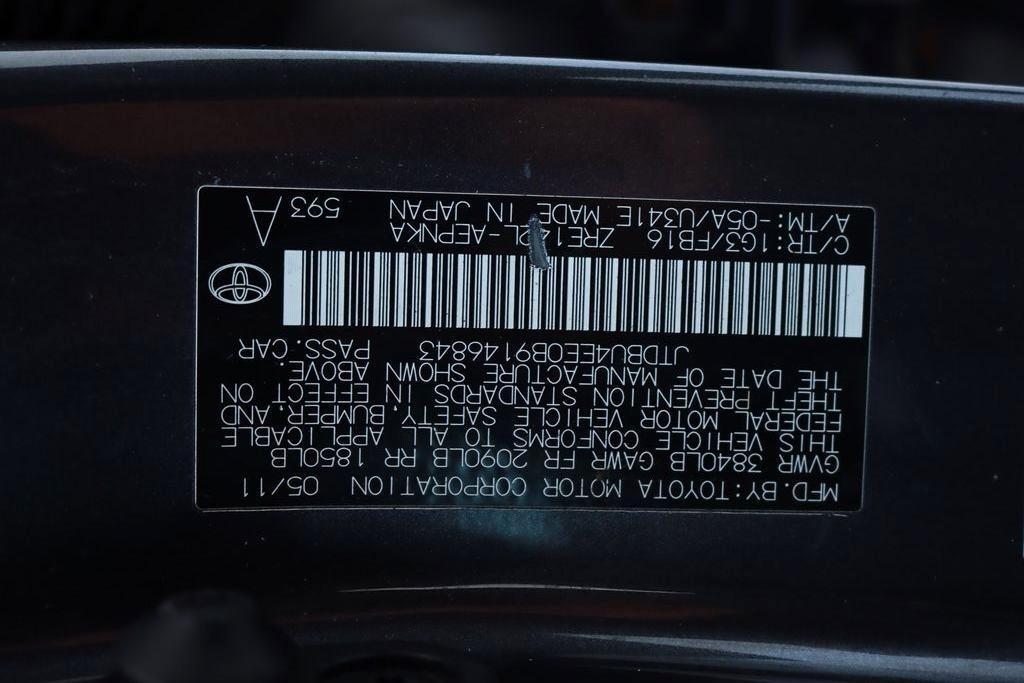 MFD.BY:TOYOTA MOTOR CORPORATION 05/11
GVWR 3840LB GAWR FR 2090LB RR 1850LB
THIS VEHICLE CONFORMS TO ALL APPLICABLE
FEDERAL MOTOR VEHICLE SAFETY, BUMPER, AND
THEFT PREVENTION STANDARDS IN EFFECT ON
THE DATE OF MANUFACTURE SHOWN ABOVE.
JTDBU4EE0B9146843 PASS.CAR
C/TR:1G3/FB16 AEPNKA
A/TM:-05A/U341E MADE IN JAPAN 593
A